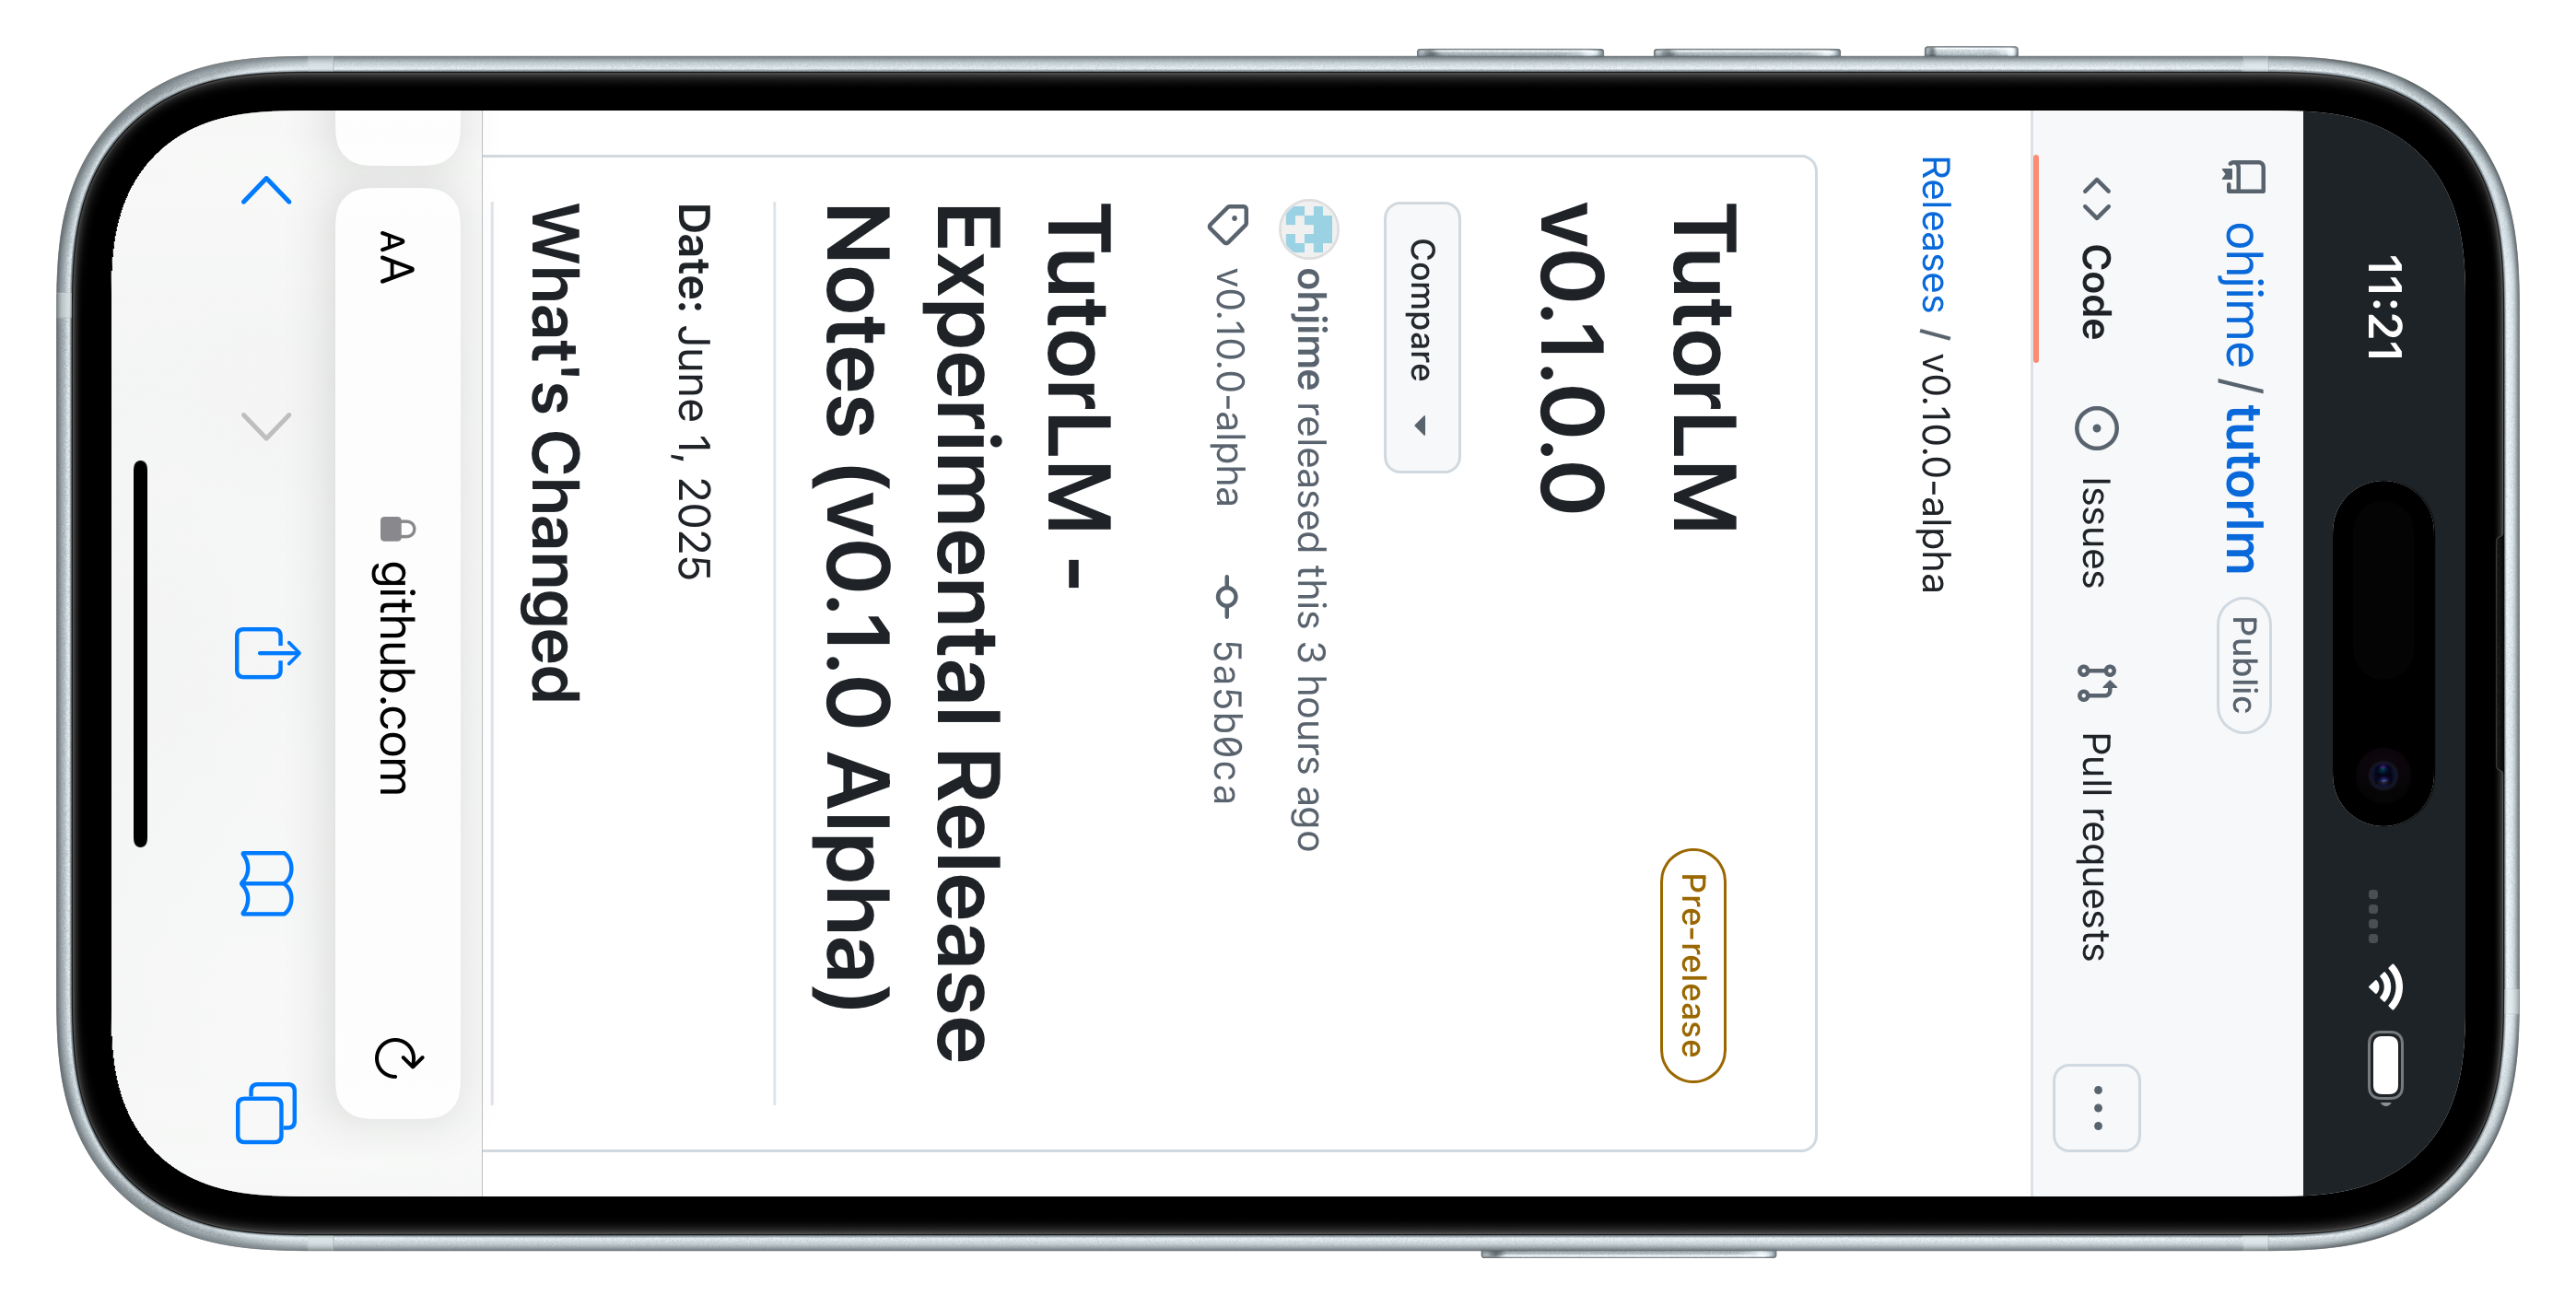 11:21
ohjime / tutorlm Public
Code Issues Pull requests
Releases / v0.10.0-alpha
TutorLM Pre-release
v0.1.0.0
Compare
ohjime released this 3 hours ago
v0.10.0-alpha 5a5b0ca
TutorLM -
Experimental Release
Notes (v0.1.0 Alpha)
Date: June 1, 2025
What's Changed
AA github.com